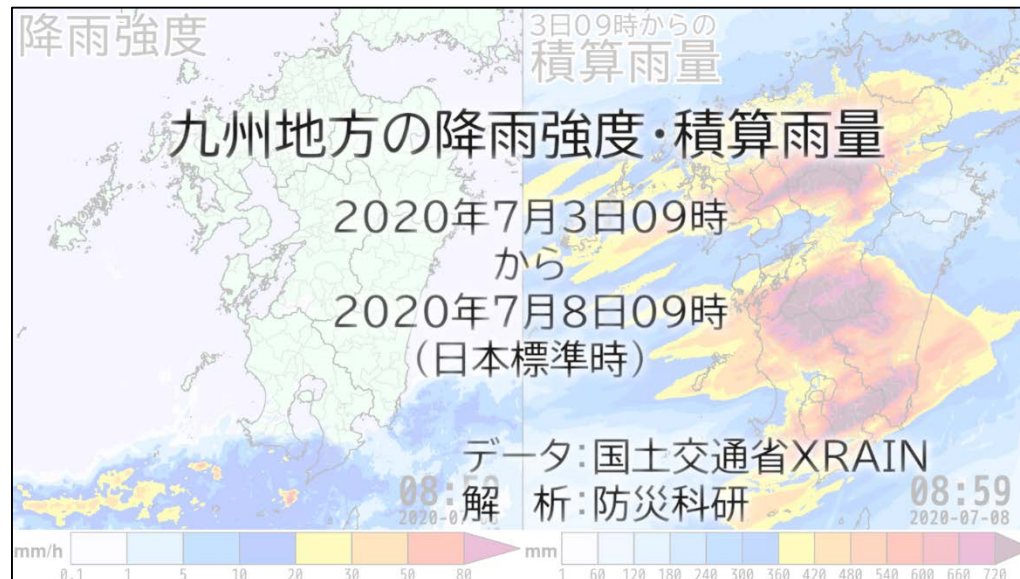 降雨強度
3日09時からの
積算雨量
九州地方の降雨強度・積算雨量
2020年7月3日09時
から
2020年7月8日09時
(日本標準時)
データ:国土交通省XRAIN
解 析:防災科研
08:59
2020-07-08
08:59
2020-07-08
mm/h
0.1 1 5 10 20 30 50 80
mm
1 60 120 180 240 300 360 420 480 540 600 660 720